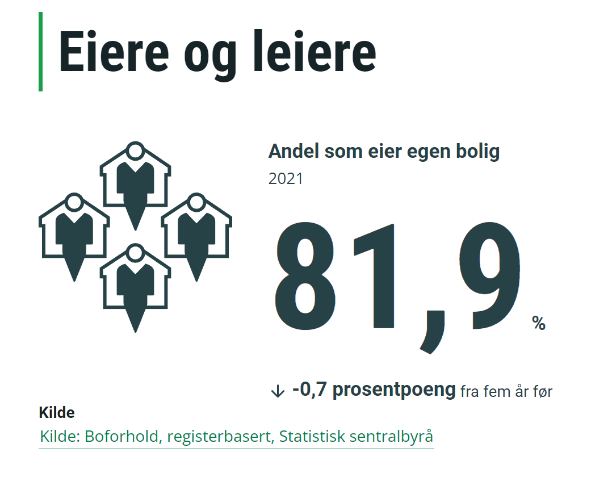 Eiere og leiere
Andel som eier egen bolig
2021
81,9 %
-0,7 prosentpoeng fra fem år før
Kilde
Kilde: Boforhold, registerbasert, Statistisk sentralbyrå